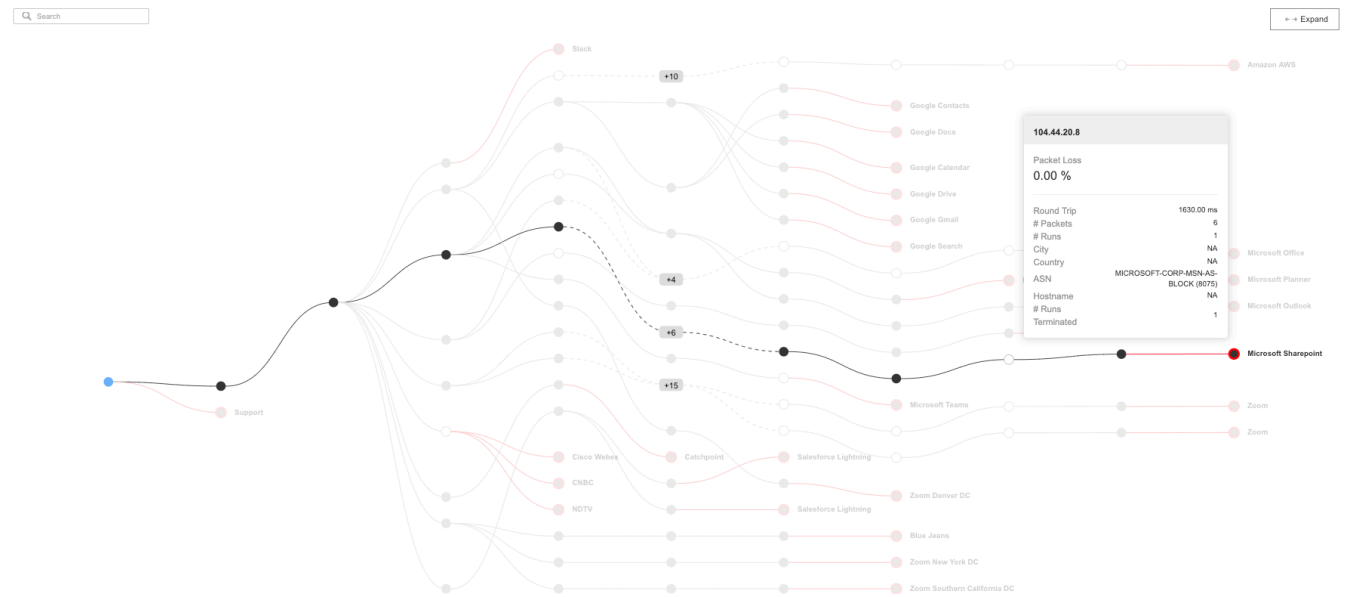 Search
Expand
Slack
+10
Amazon AWS
Google Contacts
Google Docs
Google Calendar
Google Drive
Google Gmail
Google Search
104.44.20.8
Packet Loss
0.00 %
Round Trip 1630.00 ms
# Packets 6
# Runs 1
City NA
Country NA
ASN MICROSOFT-CORP-MSN-AS-
BLOCK (8075)
Hostname NA
# Runs
Terminated 1
Microsoft Office
+4
Microsoft Planner
Microsoft Outlook
+6
Microsoft Sharepoint
+15
Support
Microsoft Teams
Zoom
Zoom
Cisco Webex
Catchpoint
Salesforce Lightning
CNBC
Zoom Denver DC
NDTV
Salesforce Lightning
Blue Jeans
Zoom New York DC
Zoom Southern California DC